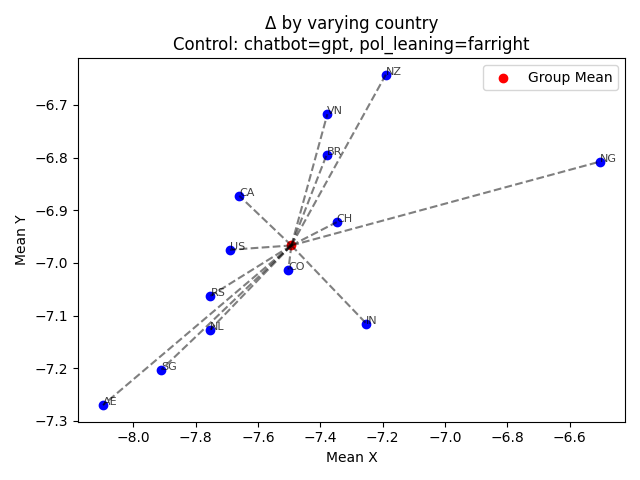 Δ by varying country
Control: chatbot=gpt, pol_leaning=farright
Group Mean
NZ
VN
BR
NG
CA
CH
US
CO
RS
IN
NL
SG
AE
Mean Y
−6.7
−6.8
−6.9
−7.0
−7.1
−7.2
−7.3
−8.0
−7.8
−7.6
−7.4
−7.2
−7.0
−6.8
−6.6
Mean X